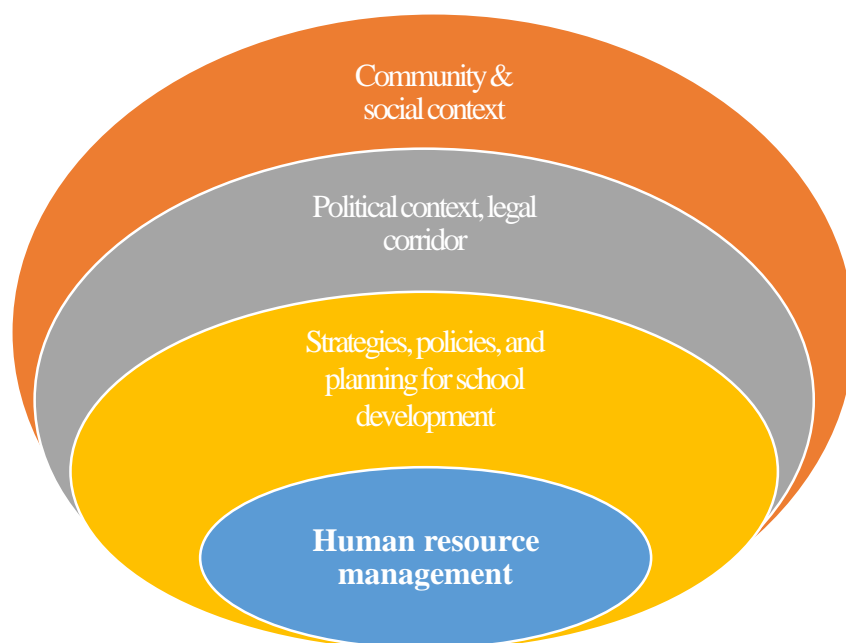 Community &
social context
Political context, legal
corridor
Strategies, policies, and
planning for school
development
Human resource
management